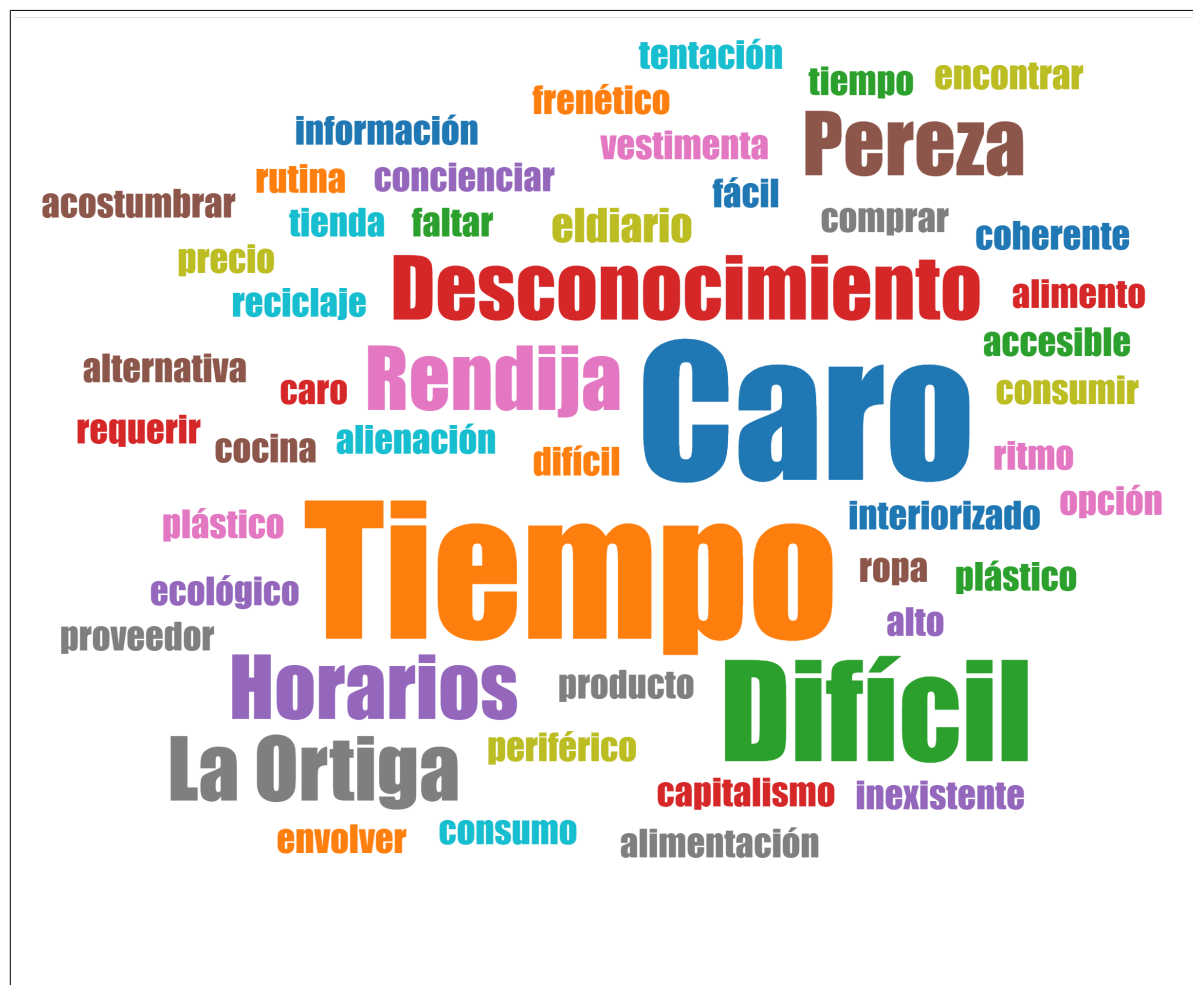 tentación
tiempo
encontrar
frenético
información
vestimenta
Pereza
rutina
concienciar
fácil
acostumbrar
tienda
faltar
eldiario
comprar
coherente
precio
Desconocimiento
reciclaje
alimento
accesible
alternativa
caro
Rendija
Caro
consumir
requerir
cocina
alienación
difícil
ritmo
plástico
Tiempo
interiorizado
opción
ecológico
ropa
plástico
proveedor
alto
Horarios
producto
Difícil
La Ortiga
periférico
capitalismo
inexistente
envolver
consumo
alimentación